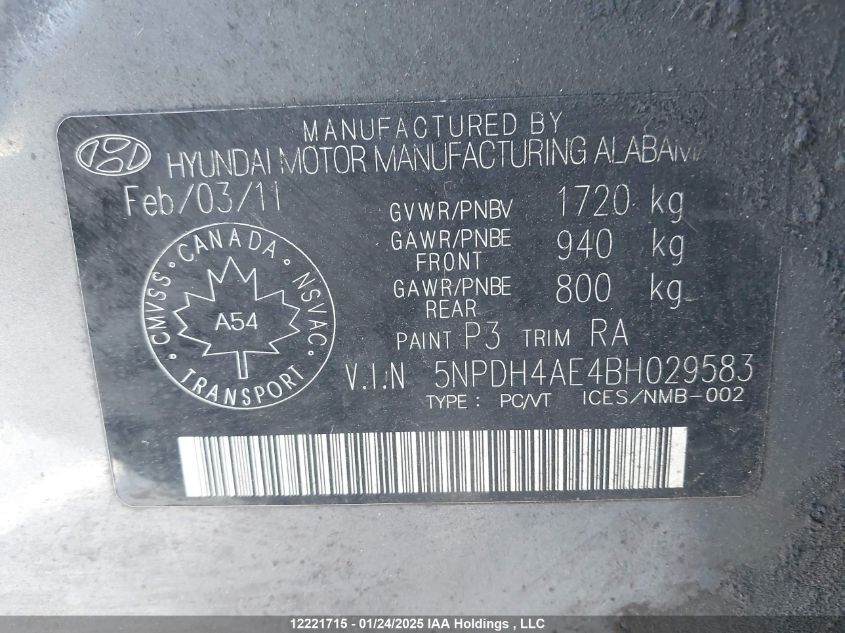 MANUFACTURED BY
HYUNDAI MOTOR MANUFACTURING ALABAMA
Feb/03/11
GVWR/PNBV 1720 kg
GAWR/PNBE FRONT 940 kg
GAWR/PNBE REAR 800 kg
CMVSS · CANADA · NSVAC · TRANSPORT
A54
PAINT P3 TRIM RA
V.I.N 5NPDH4AE4BH029583
TYPE : PC/VT ICES/NMB-002
12221715 - 01/24/2025 IAA Holdings , LLC